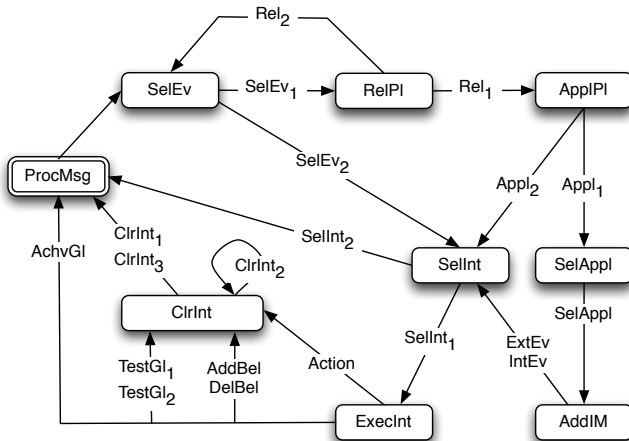 Rel₂
SelEv
SelEv₁
RelPl
Rel₁
ApplPl
SelEv₂
ProcMsg
Appl₂
Appl₁
ClrInt₁
ClrInt₃
SelInt₂
AchvGl
ClrInt₂
SelInt
SelAppl
ClrInt
SelInt₁
SelAppl
ExtEv
IntEv
TestGl₁
TestGl₂
AddBel
DelBel
Action
ExecInt
AddIM